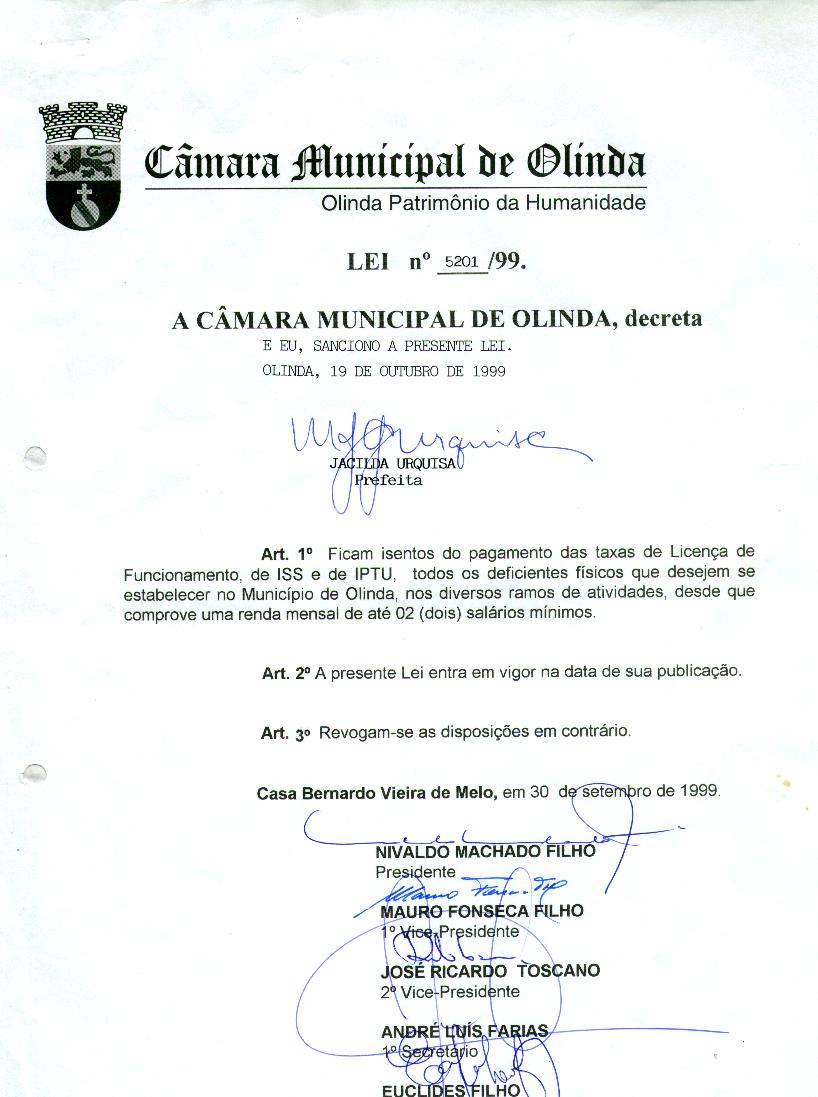 Câmara Municipal de Olinda
Olinda Patrimônio da Humanidade
LEI nº 5201/99.
A CÂMARA MUNICIPAL DE OLINDA, decreta
E EU, SANCIONO A PRESENTE LEI.
OLINDA, 19 DE OUTUBRO DE 1999
JACILDA URQUISA
Prefeita
Art. 1º Ficam isentos do pagamento das taxas de Licença de
Funcionamento, de ISS e de IPTU, todos os deficientes físicos que desejem se
estabelecer no Município de Olinda, nos diversos ramos de atividades, desde que
comprove uma renda mensal de até 02 (dois) salários mínimos.
Art. 2º A presente Lei entra em vigor na data de sua publicação.
Art. 3º Revogam-se as disposições em contrário.
Casa Bernardo Vieira de Melo, em 30 de setembro de 1999.
NIVALDO MACHADO FILHO
Presidente
MAURO FONSECA FILHO
1º Vice-Presidente
JOSÉ RICARDO TOSCANO
2º Vice-Presidente
ANDRÉ LUÍS FARIAS
1º Secretário
EUCLIDES FILHO